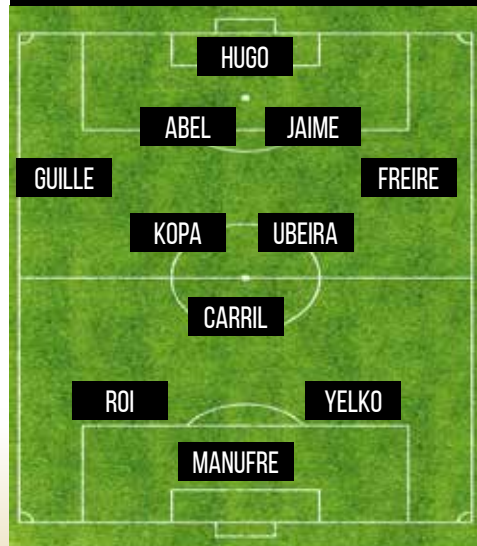 HUGO
ABEL
JAIME
GUILLE
FREIRE
KOPA
UBEIRA
CARRIL
ROI
YELKO
MANUFRE